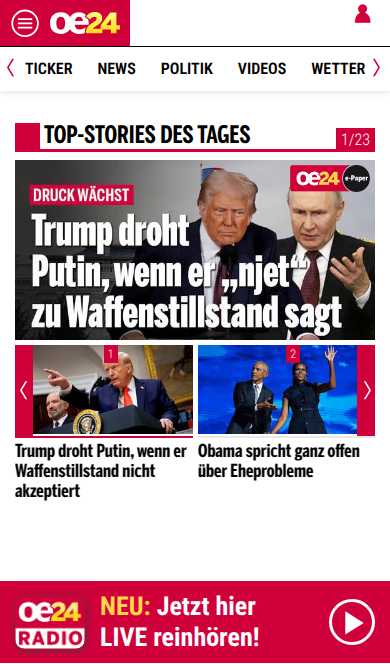 oe24
TICKER NEWS POLITIK VIDEOS WETTER
TOP-STORIES DES TAGES
1/23
oe24 e-Paper
DRUCK WÄCHST
Trump droht
Putin, wenn er „njet“
zu Waffenstillstand sagt
1
2
Trump droht Putin, wenn er
Waffenstillstand nicht
akzeptiert
Obama spricht ganz offen
über Eheprobleme
oe24
RADIO
NEU: Jetzt hier
LIVE reinhören!